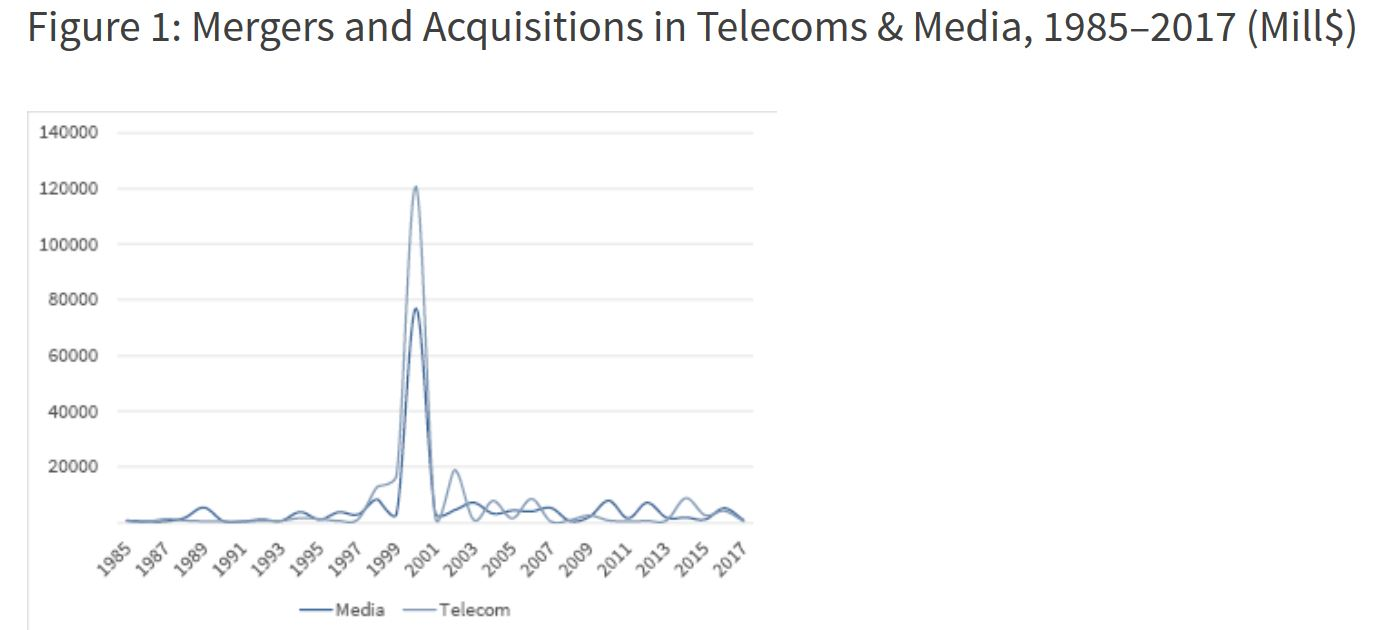 Figure 1: Mergers and Acquisitions in Telecoms & Media, 1985–2017 (Mill$)
140000
120000
100000
80000
60000
40000
20000
1985 1987 1989 1991 1993 1995 1997 1999 2001 2003 2005 2007 2009 2011 2013 2015 2017
Media Telecom